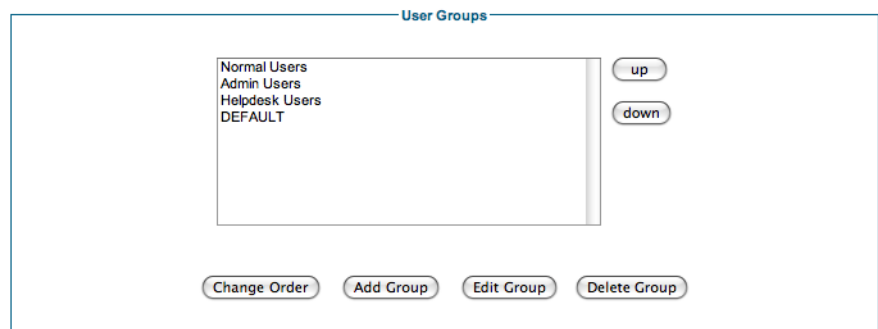 User Groups
Normal Users
Admin Users
Helpdesk Users
DEFAULT
up
down
Change Order
Add Group
Edit Group
Delete Group